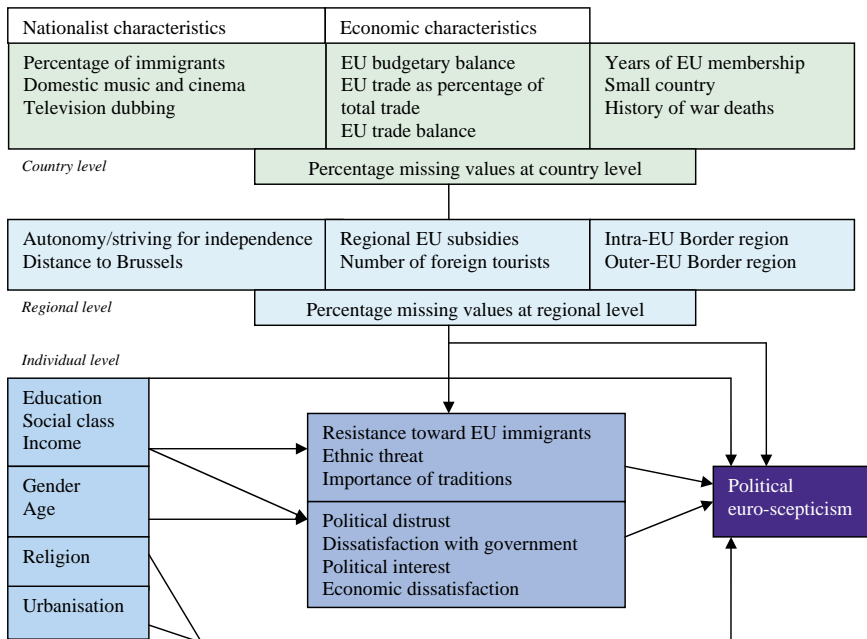 Nationalist characteristics
Economic characteristics
Percentage of immigrants
Domestic music and cinema
Television dubbing
EU budgetary balance
EU trade as percentage of
total trade
EU trade balance
Years of EU membership
Small country
History of war deaths
Country level
Percentage missing values at country level
Autonomy/striving for independence
Distance to Brussels
Regional EU subsidies
Number of foreign tourists
Intra-EU Border region
Outer-EU Border region
Regional level
Percentage missing values at regional level
Individual level
Education
Social class
Income
Gender
Age
Religion
Urbanisation
Resistance toward EU immigrants
Ethnic threat
Importance of traditions
Political distrust
Dissatisfaction with government
Political interest
Economic dissatisfaction
Political
euro-scepticism